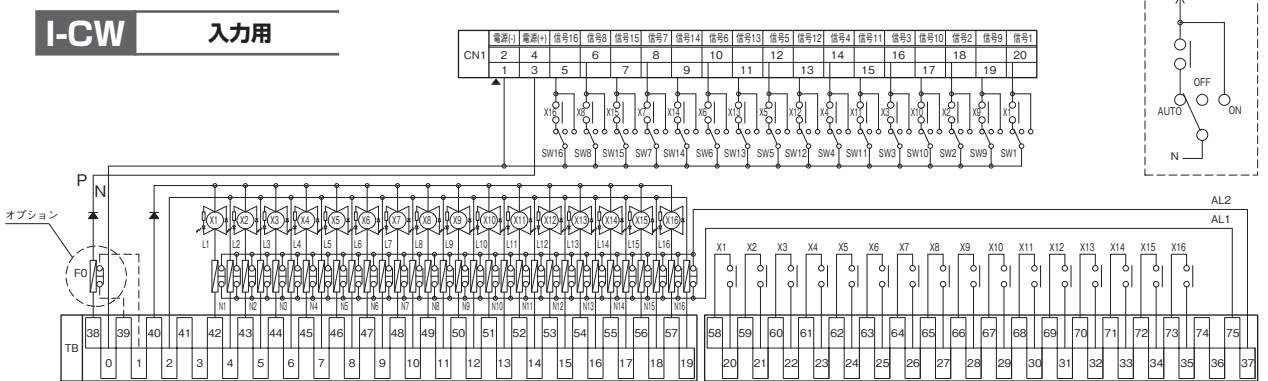 I-CW 入力用
電源(-) 電源(+) 信号16 信号8 信号15 信号7 信号14 信号6 信号13 信号5 信号12 信号4 信号11 信号3 信号10 信号2 信号9 信号1
CN1 2 4 6 8 10 12 14 16 18 20
1 3 5 7 9 11 13 15 17 19
X16 X8 X15 X7 X14 X6 X13 X5 X12 X4 X11 X3 X10 X2 X9 X1
SW16 SW8 SW15 SW7 SW14 SW6 SW13 SW5 SW12 SW4 SW11 SW3 SW10 SW2 SW9 SW1
OFF
AUTO ON
N
P N
オプション
F0
AL2
AL1
X1 X2 X3 X4 X5 X6 X7 X8 X9 X10 X11 X12 X13 X14 X15 X16
L1 L2 L3 L4 L5 L6 L7 L8 L9 L10 L11 L12 L13 L14 L15 L16
N1 N2 N3 N4 N5 N6 N7 N8 N9 N10 N11 N12 N13 N14 N15 N16
X1 X2 X3 X4 X5 X6 X7 X8 X9 X10 X11 X12 X13 X14 X15 X16
TB 38 39 40 41 42 43 44 45 46 47 48 49 50 51 52 53 54 55 56 57 58 59 60 61 62 63 64 65 66 67 68 69 70 71 72 73 74 75
0 1 2 3 4 5 6 7 8 9 10 11 12 13 14 15 16 17 18 19 20 21 22 23 24 25 26 27 28 29 30 31 32 33 34 35 36 37